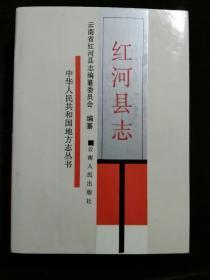 红河县志
云南省红河县志编纂委员会 编纂
云南人民出版社
中华人民共和国地方志丛书